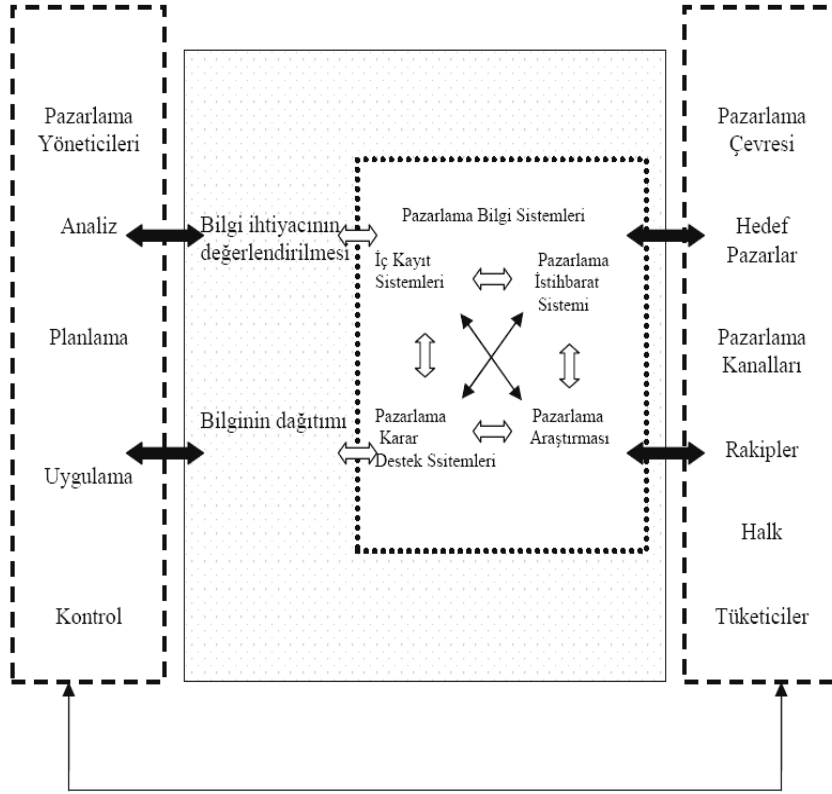 Pazarlama
Yöneticileri
Analiz
Planlama
Uygulama
Kontrol
Bilgi ihtiyacının
değerlendirilmesi
Bilginin dağıtımı
Pazarlama Bilgi Sistemleri
İç Kayıt
Sistemleri
Pazarlama
İstihbarat
Sistemi
Pazarlama
Karar
Destek Ssitemleri
Pazarlama
Araştırması
Pazarlama
Çevresi
Hedef
Pazarlar
Pazarlama
Kanalları
Rakipler
Halk
Tüketiciler